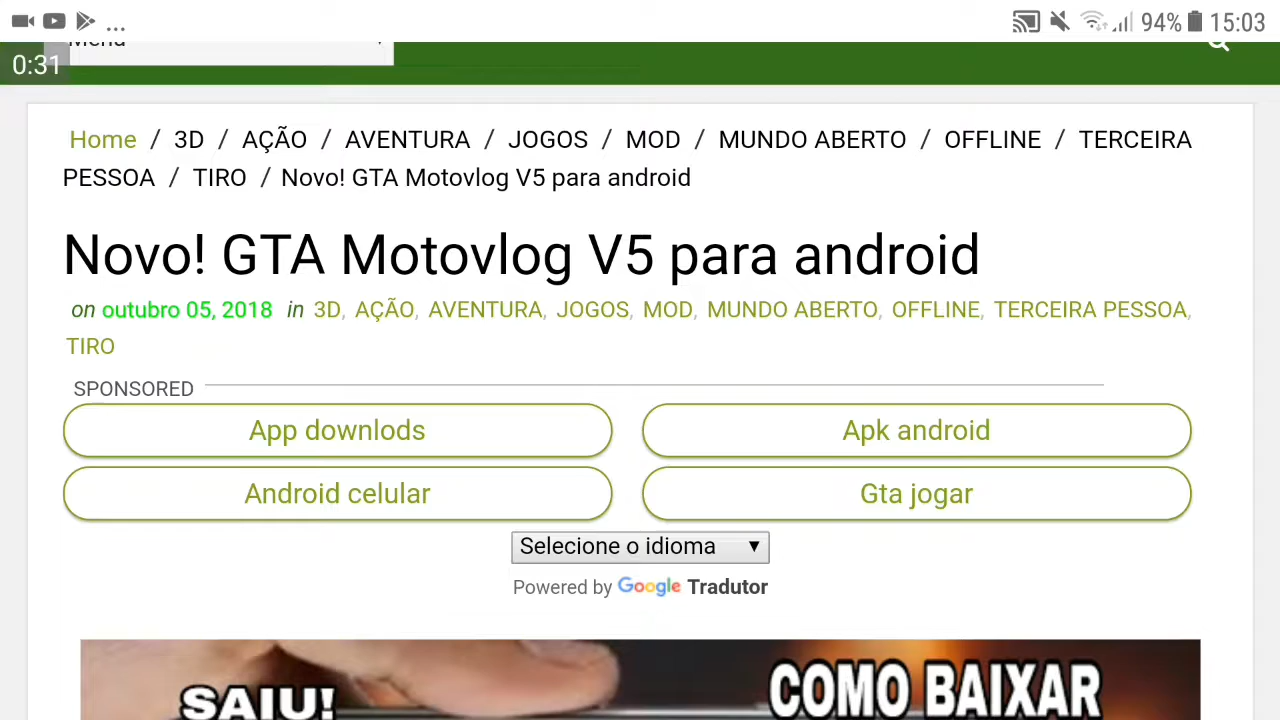 ... 94% 15:03
Menu
0:31
Home / 3D / AÇÃO / AVENTURA / JOGOS / MOD / MUNDO ABERTO / OFFLINE / TERCEIRA
PESSOA / TIRO / Novo! GTA Motovlog V5 para android
Novo! GTA Motovlog V5 para android
on outubro 05, 2018 in 3D, AÇÃO, AVENTURA, JOGOS, MOD, MUNDO ABERTO, OFFLINE, TERCEIRA PESSOA,
TIRO
SPONSORED
App downlods Apk android
Android celular Gta jogar
Selecione o idioma ▼
Powered by Google Tradutor
SAIU! COMO BAIXAR